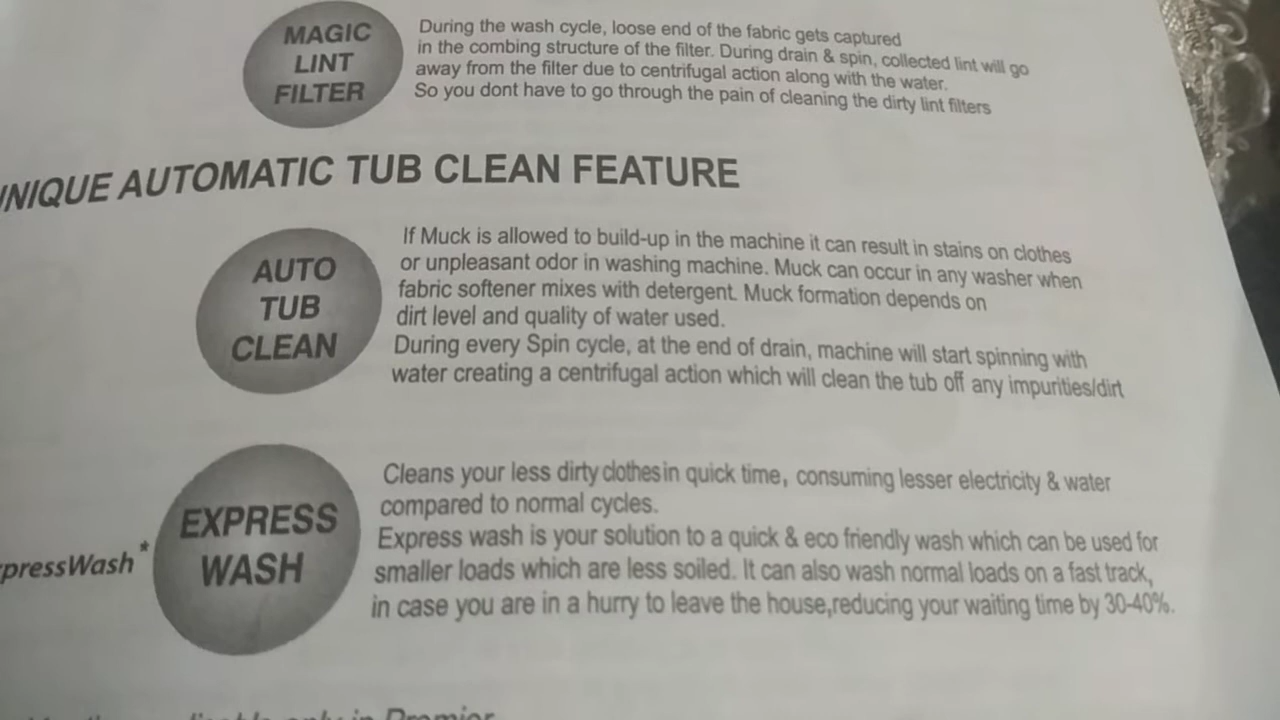 MAGIC
LINT
FILTER
During the wash cycle, loose end of the fabric gets captured
in the combing structure of the filter. During drain & spin, collected lint will go
away from the filter due to centrifugal action along with the water.
So you dont have to go through the pain of cleaning the dirty lint filters
NIQUE AUTOMATIC TUB CLEAN FEATURE
AUTO
TUB
CLEAN
If Muck is allowed to build-up in the machine it can result in stains on clothes
or unpleasant odor in washing machine. Muck can occur in any washer when
fabric softener mixes with detergent. Muck formation depends on
dirt level and quality of water used.
During every Spin cycle, at the end of drain, machine will start spinning with
water creating a centrifugal action which will clean the tub off any impurities/dirt
pressWash*
EXPRESS
WASH
Cleans your less dirty clothes in quick time, consuming lesser electricity & water
compared to normal cycles.
Express wash is your solution to a quick & eco friendly wash which can be used for
smaller loads which are less soiled. It can also wash normal loads on a fast track,
in case you are in a hurry to leave the house,reducing your waiting time by 30-40%.
only in Premier